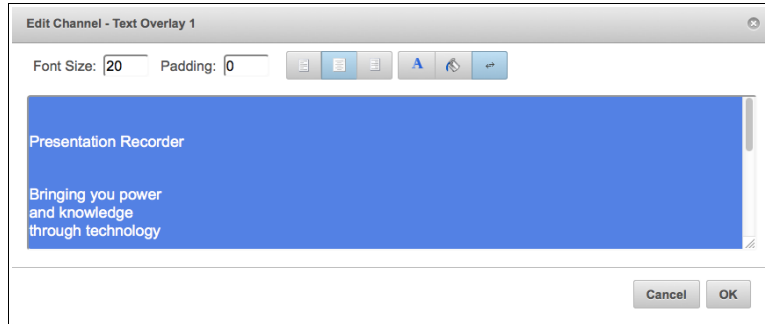 Edit Channel - Text Overlay 1
Font Size: 20 Padding: 0 A
Presentation Recorder
Bringing you power
and knowledge
through technology
Cancel OK